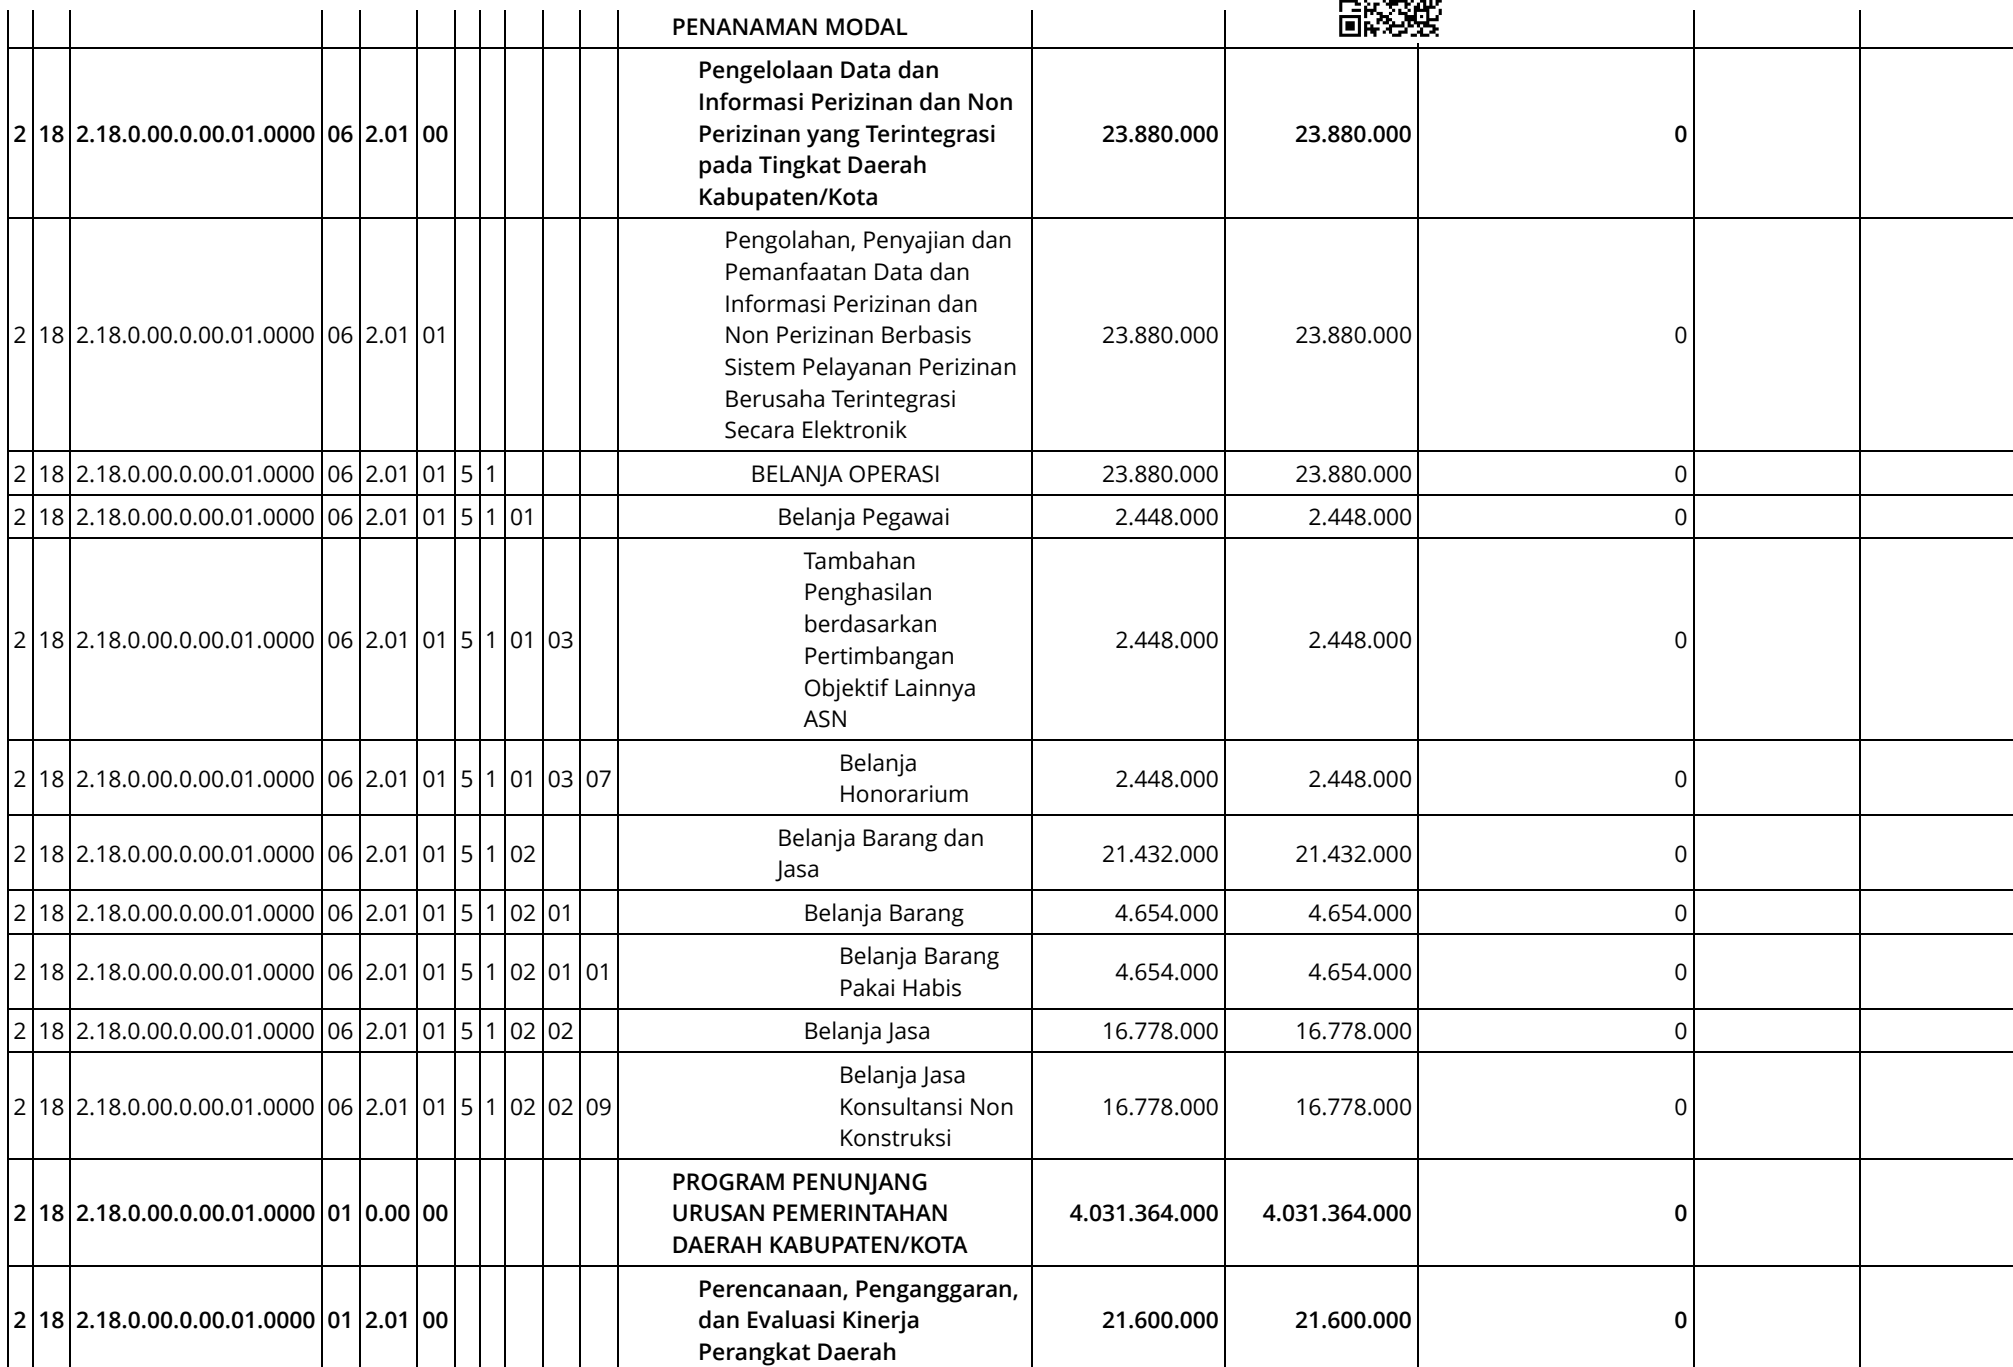 PENANAMAN MODAL
Pengelolaan Data dan
Informasi Perizinan dan Non
Perizinan yang Terintegrasi
pada Tingkat Daerah
Kabupaten/Kota
2 18 2.18.0.00.0.00.01.0000 06 2.01 00 23.880.000 23.880.000 0
Pengolahan, Penyajian dan
Pemanfaatan Data dan
Informasi Perizinan dan
Non Perizinan Berbasis
Sistem Pelayanan Perizinan
Berusaha Terintegrasi
Secara Elektronik
2 18 2.18.0.00.0.00.01.0000 06 2.01 01 23.880.000 23.880.000 0
2 18 2.18.0.00.0.00.01.0000 06 2.01 01 5 1 BELANJA OPERASI 23.880.000 23.880.000 0
2 18 2.18.0.00.0.00.01.0000 06 2.01 01 5 1 01 Belanja Pegawai 2.448.000 2.448.000 0
Tambahan
Penghasilan
berdasarkan
Pertimbangan
Objektif Lainnya
ASN
2 18 2.18.0.00.0.00.01.0000 06 2.01 01 5 1 01 03 2.448.000 2.448.000 0
Belanja
Honorarium
2 18 2.18.0.00.0.00.01.0000 06 2.01 01 5 1 01 03 07 2.448.000 2.448.000 0
Belanja Barang dan
Jasa
2 18 2.18.0.00.0.00.01.0000 06 2.01 01 5 1 02 21.432.000 21.432.000 0
2 18 2.18.0.00.0.00.01.0000 06 2.01 01 5 1 02 01 Belanja Barang 4.654.000 4.654.000 0
Belanja Barang
Pakai Habis
2 18 2.18.0.00.0.00.01.0000 06 2.01 01 5 1 02 01 01 4.654.000 4.654.000 0
2 18 2.18.0.00.0.00.01.0000 06 2.01 01 5 1 02 02 Belanja Jasa 16.778.000 16.778.000 0
Belanja Jasa
Konsultansi Non
Konstruksi
2 18 2.18.0.00.0.00.01.0000 06 2.01 01 5 1 02 02 09 16.778.000 16.778.000 0
PROGRAM PENUNJANG
URUSAN PEMERINTAHAN
DAERAH KABUPATEN/KOTA
2 18 2.18.0.00.0.00.01.0000 01 0.00 00 4.031.364.000 4.031.364.000 0
Perencanaan, Penganggaran,
dan Evaluasi Kinerja
Perangkat Daerah
2 18 2.18.0.00.0.00.01.0000 01 2.01 00 21.600.000 21.600.000 0